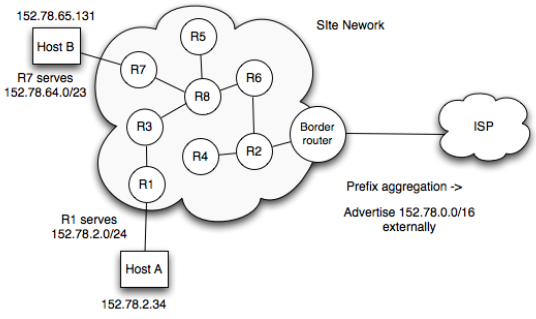 152.78.65.131
SIte Nework
Host B
R5
R7
R6
R7 serves
152.78.64.0/23
R8
R3
Border
router
ISP
R4
R2
R1
Prefix aggregation ->
R1 serves
152.78.2.0/24
Advertise 152.78.0.0/16
externally
Host A
152.78.2.34